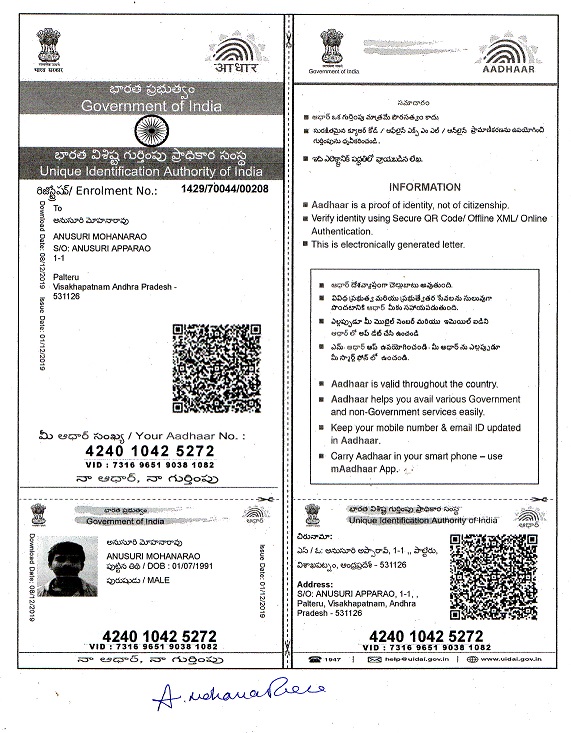 भारत सरकार
आधार
భారత ప్రభుత్వం
Government of India
భారత విశిష్ట గుర్తింపు ప్రాధికార సంస్థ
Unique Identification Authority of India
రిజిస్ట్రేషన్/ Enrolment No.: 1429/70044/00208
Download Date: 08/12/2019 Issue Date: 01/12/2019
To
అనుసూరి మోహనారావు
ANUSURI MOHANARAO
S/O: ANUSURI APPARAO
1-1
Palteru
Visakhapatnam Andhra Pradesh -
531126
మీ ఆధార్ సంఖ్య / Your Aadhaar No. :
4240 1042 5272
VID : 7316 9651 9038 1082
నా ఆధార్, నా గుర్తింపు
భారత ప్రభుత్వం
Government of India
Download Date: 08/12/2019
అనుసూరి మోహనారావు
ANUSURI MOHANARAO
పుట్టిన తిథి / DOB : 01/07/1991
పురుషుడు / MALE
Issue Date: 01/12/2019
4240 1042 5272
VID : 7316 9651 9038 1082
నా ఆధార్, నా గుర్తింపు
Government of India
AADHAAR
సమాచారం
■ ఆధార్ ఒక గుర్తింపు మాత్రమే పౌరసత్వం కాదు
■ సురక్షితమైన క్యూఆర్ కోడ్ / ఆఫ్‌లైన్ ఎక్స్ ఎం ఎల్ / ఆన్‌లైన్ ప్రామాణీకరణను ఉపయోగించి
గుర్తింపును ధృవీకరించండి.
■ ఇది ఎలక్ట్రానిక్ పద్ధతిలో వ్రాయబడిన లేఖ.
INFORMATION
■ Aadhaar is a proof of identity, not of citizenship.
■ Verify identity using Secure QR Code/ Offline XML/ Online
Authentication.
■ This is electronically generated letter.
■ ఆధార్ దేశవ్యాప్తంగా చెల్లుబాటు అవుతుంది.
■ వివిధ ప్రభుత్వ మరియు ప్రభుత్వేతర సేవలను సులువుగా
పొందటానికి ఆధార్ మీకు సహాయపడుతుంది.
■ ఎల్లప్పుడూ మీ మొబైల్ నెంబర్ మరియు ఇమెయిల్ ఐడిని
ఆధార్ లో అప్ డేట్ చేసి ఉంచండి
■ ఎమ్-ఆధార్ ఆప్ ఉపయోగించండి - మీ ఆధార్ ను ఎల్లప్పుడూ
మీ స్మార్ట్ ఫోన్ లో ఉంచండి.
■ Aadhaar is valid throughout the country.
■ Aadhaar helps you avail various Government
and non-Government services easily.
■ Keep your mobile number & email ID updated
in Aadhaar.
■ Carry Aadhaar in your smart phone – use
mAadhaar App.
భారత విశిష్ట గుర్తింపు ప్రాధికార సంస్థ
Unique Identification Authority of India
ఆధార్
చిరునామా:
ఎస్ / ఓ: అనుసూరి అప్పారావ్, 1-1 ,, పాల్తేరు,
విశాఖపట్నం, ఆంధ్రప్రదేశ్ - 531126
Address:
S/O: ANUSURI APPARAO, 1-1, ,
Palteru, Visakhapatnam, Andhra
Pradesh - 531126
4240 1042 5272
VID : 7316 9651 9038 1082
1947 | help@uidai.gov.in | www.uidai.gov.in